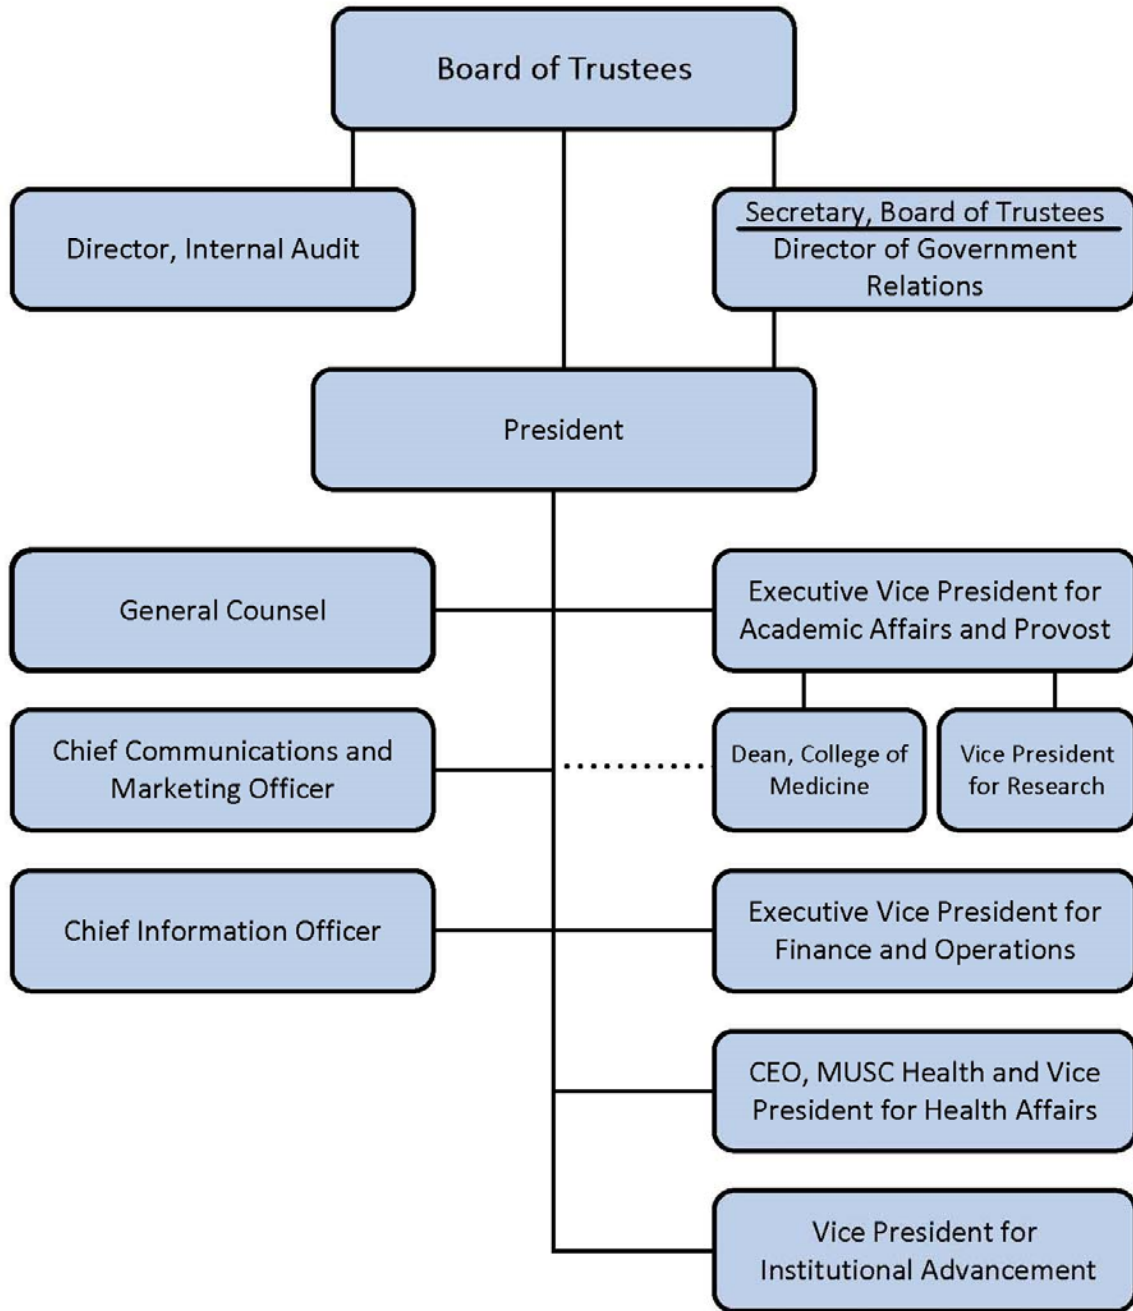 Board of Trustees
Director, Internal Audit
Secretary, Board of Trustees
Director of Government
Relations
President
General Counsel
Executive Vice President for
Academic Affairs and Provost
Chief Communications and
Marketing Officer
Dean, College of
Medicine
Vice President
for Research
Chief Information Officer
Executive Vice President for
Finance and Operations
CEO, MUSC Health and Vice
President for Health Affairs
Vice President for
Institutional Advancement